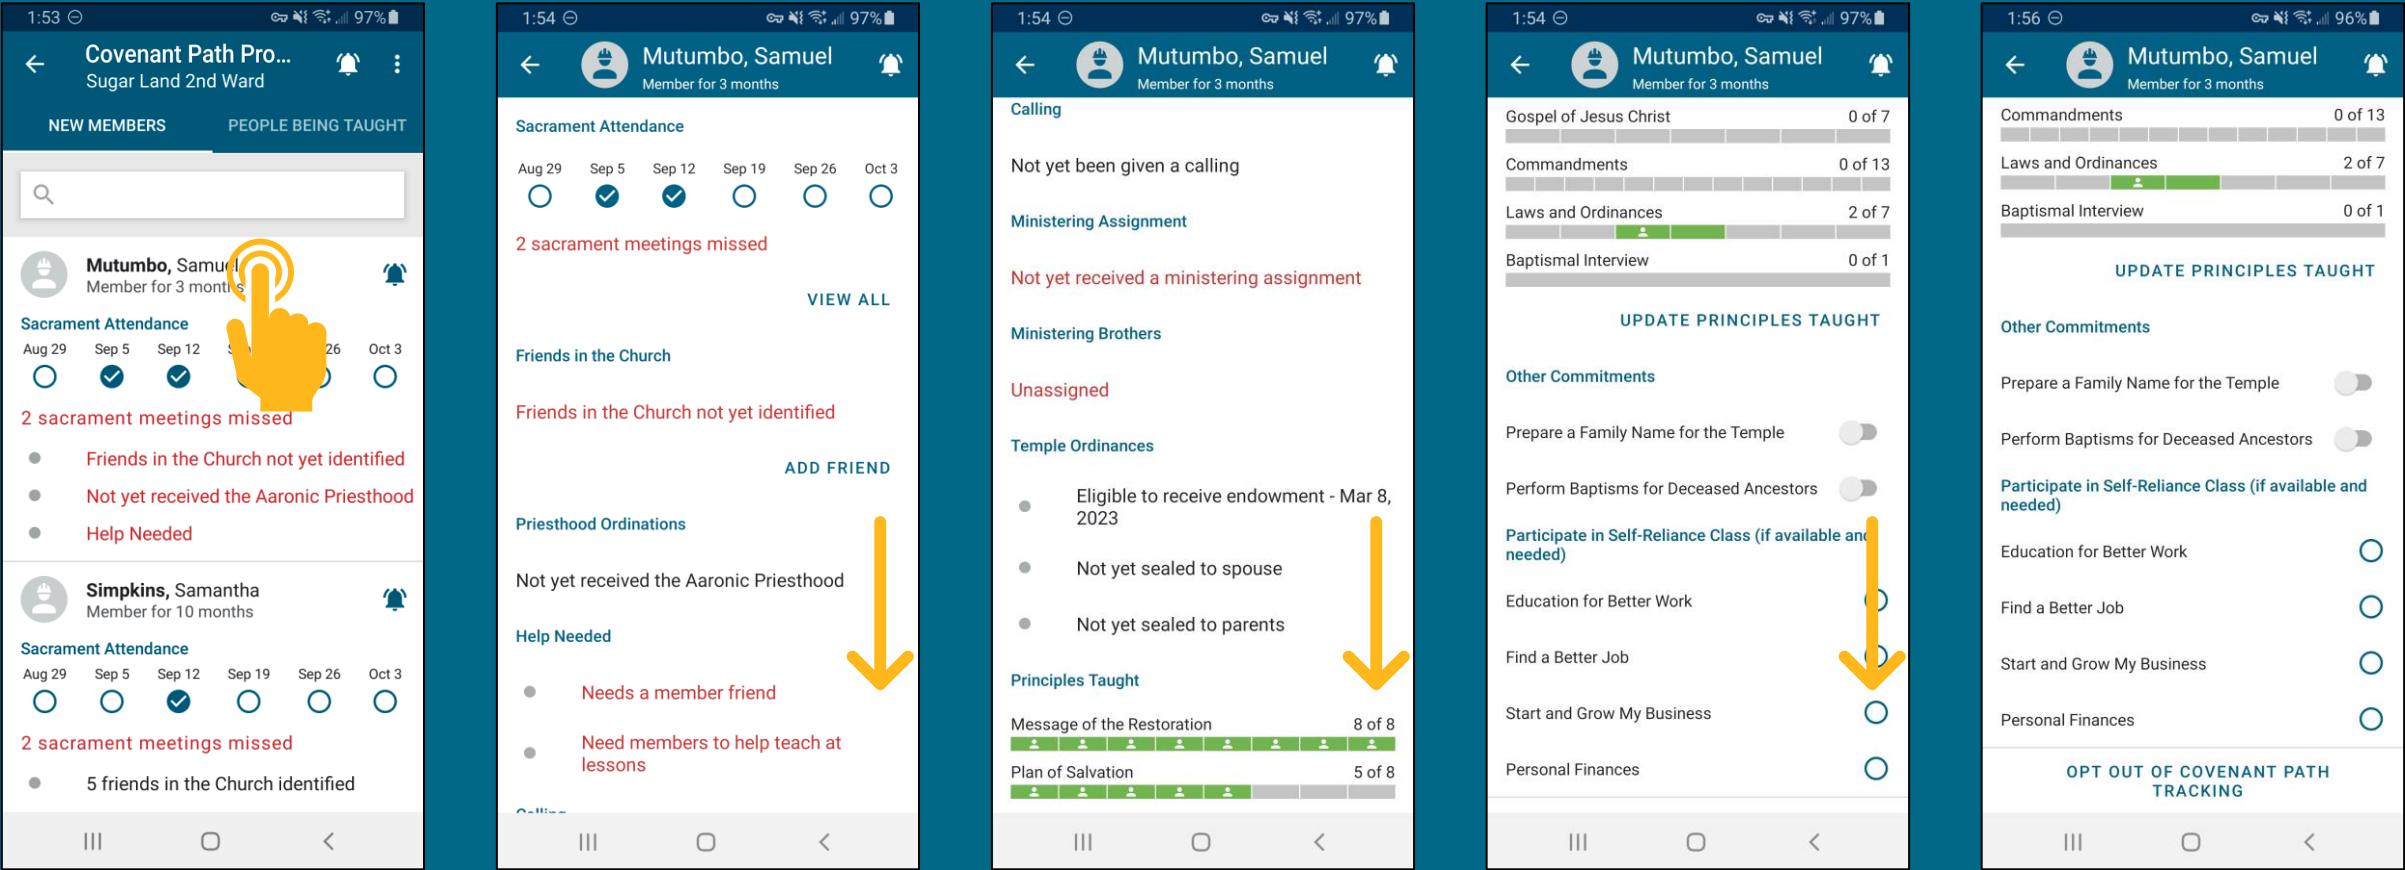 1:53
97%
Covenant Path Pro...
Sugar Land 2nd Ward
NEW MEMBERS
PEOPLE BEING TAUGHT
Mutumbo, Samuel
Member for 3 months
Sacrament Attendance
Aug 29 Sep 5 Sep 12 26 Oct 3
2 sacrament meetings missed
Friends in the Church not yet identified
Not yet received the Aaronic Priesthood
Help Needed
Simpkins, Samantha
Member for 10 months
Sacrament Attendance
Aug 29 Sep 5 Sep 12 Sep 19 Sep 26 Oct 3
2 sacrament meetings missed
5 friends in the Church identified
1:54
97%
Mutumbo, Samuel
Member for 3 months
Sacrament Attendance
Aug 29 Sep 5 Sep 12 Sep 19 Sep 26 Oct 3
2 sacrament meetings missed
VIEW ALL
Friends in the Church
Friends in the Church not yet identified
ADD FRIEND
Priesthood Ordinations
Not yet received the Aaronic Priesthood
Help Needed
Needs a member friend
Need members to help teach at
lessons
1:54
97%
Mutumbo, Samuel
Member for 3 months
Calling
Not yet been given a calling
Ministering Assignment
Not yet received a ministering assignment
Ministering Brothers
Unassigned
Temple Ordinances
Eligible to receive endowment - Mar 8,
2023
Not yet sealed to spouse
Not yet sealed to parents
Principles Taught
Message of the Restoration 8 of 8
Plan of Salvation 5 of 8
1:54
97%
Mutumbo, Samuel
Member for 3 months
Gospel of Jesus Christ 0 of 7
Commandments 0 of 13
Laws and Ordinances 2 of 7
Baptismal Interview 0 of 1
UPDATE PRINCIPLES TAUGHT
Other Commitments
Prepare a Family Name for the Temple
Perform Baptisms for Deceased Ancestors
Participate in Self-Reliance Class (if available and
needed)
Education for Better Work
Find a Better Job
Start and Grow My Business
Personal Finances
1:56
96%
Mutumbo, Samuel
Member for 3 months
Commandments 0 of 13
Laws and Ordinances 2 of 7
Baptismal Interview 0 of 1
UPDATE PRINCIPLES TAUGHT
Other Commitments
Prepare a Family Name for the Temple
Perform Baptisms for Deceased Ancestors
Participate in Self-Reliance Class (if available and
needed)
Education for Better Work
Find a Better Job
Start and Grow My Business
Personal Finances
OPT OUT OF COVENANT PATH
TRACKING